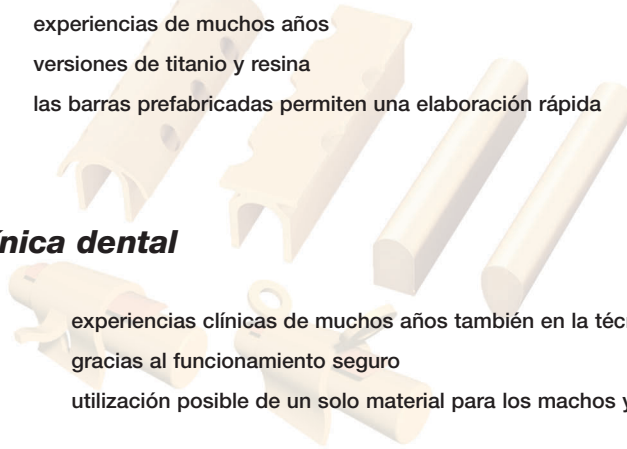 experiencias de muchos años
versiones de titanio y resina
las barras prefabricadas permiten una elaboración rápida
ínica dental
experiencias clínicas de muchos años también en la téc
gracias al funcionamiento seguro
utilización posible de un solo material para los machos y